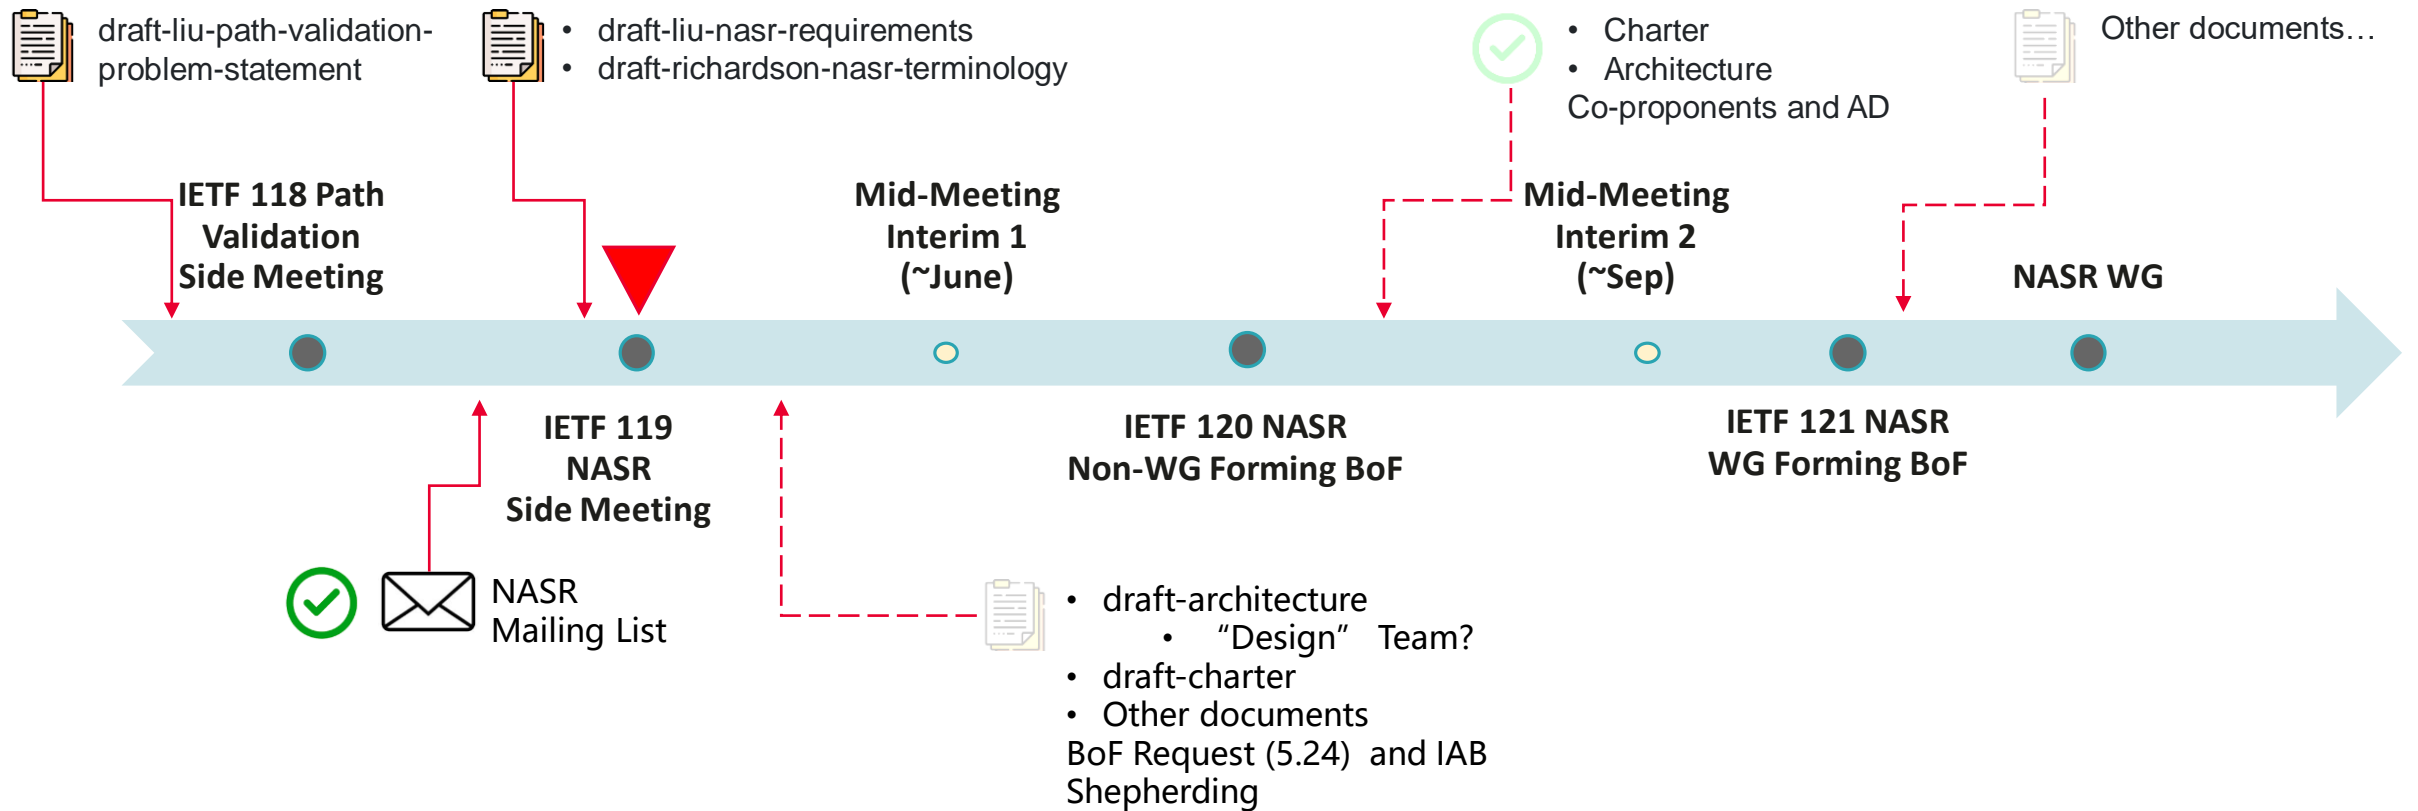 draft-liu-path-validation-
problem-statement
• draft-liu-nasr-requirements
• draft-richardson-nasr-terminology
• Charter
• Architecture
Co-proponents and AD
Other documents…
IETF 118 Path
Validation
Side Meeting
Mid-Meeting
Interim 1
(~June)
Mid-Meeting
Interim 2
(~Sep)
NASR WG
IETF 119
NASR
Side Meeting
IETF 120 NASR
Non-WG Forming BoF
IETF 121 NASR
WG Forming BoF
NASR
Mailing List
• draft-architecture
• “Design” Team?
• draft-charter
• Other documents
BoF Request (5.24) and IAB
Shepherding